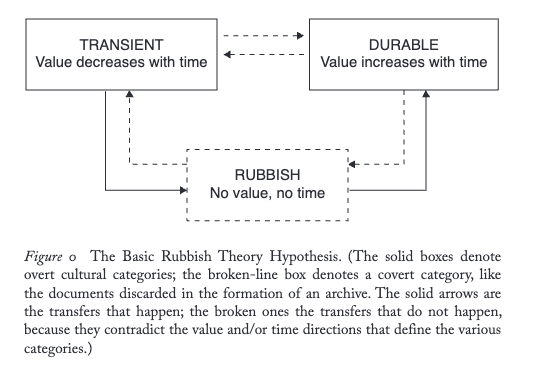 TRANSIENT
Value decreases with time
DURABLE
Value increases with time
RUBBISH
No value, no time
Figure 0 The Basic Rubbish Theory Hypothesis. (The solid boxes denote
overt cultural categories; the broken-line box denotes a covert category, like
the documents discarded in the formation of an archive. The solid arrows are
the transfers that happen; the broken ones the transfers that do not happen,
because they contradict the value and/or time directions that define the various
categories.)